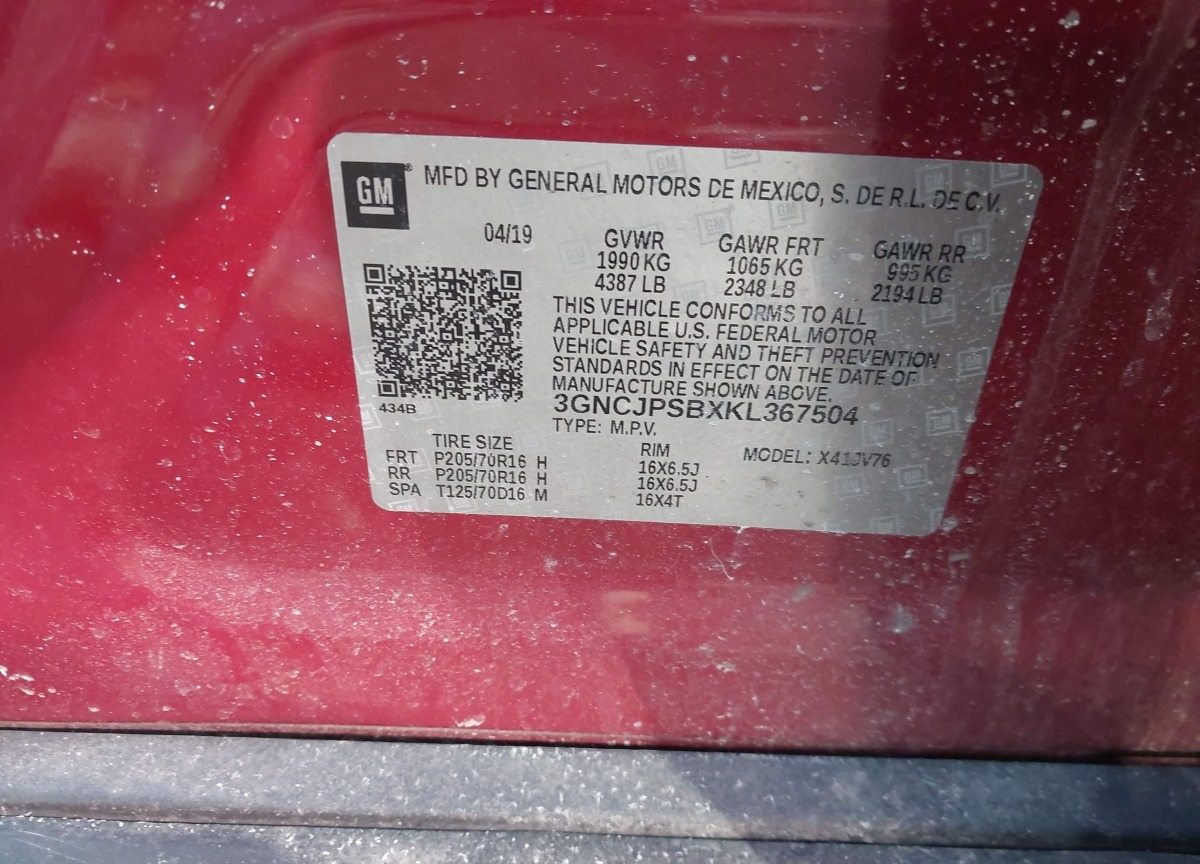 GM® MFD BY GENERAL MOTORS DE MEXICO, S. DE R.L. DE C.V.
04/19 GVWR GAWR FRT GAWR RR
1990 KG 1065 KG 995 KG
4387 LB 2348 LB 2194 LB
THIS VEHICLE CONFORMS TO ALL
APPLICABLE U.S. FEDERAL MOTOR
VEHICLE SAFETY AND THEFT PREVENTION
STANDARDS IN EFFECT ON THE DATE OF
MANUFACTURE SHOWN ABOVE.
434B 3GNCJPSBXKL367504
TYPE: M.P.V.
TIRE SIZE RIM MODEL: X41JV76
FRT P205/70R16 H 16X6.5J
RR P205/70R16 H 16X6.5J
SPA T125/70D16 M 16X4T